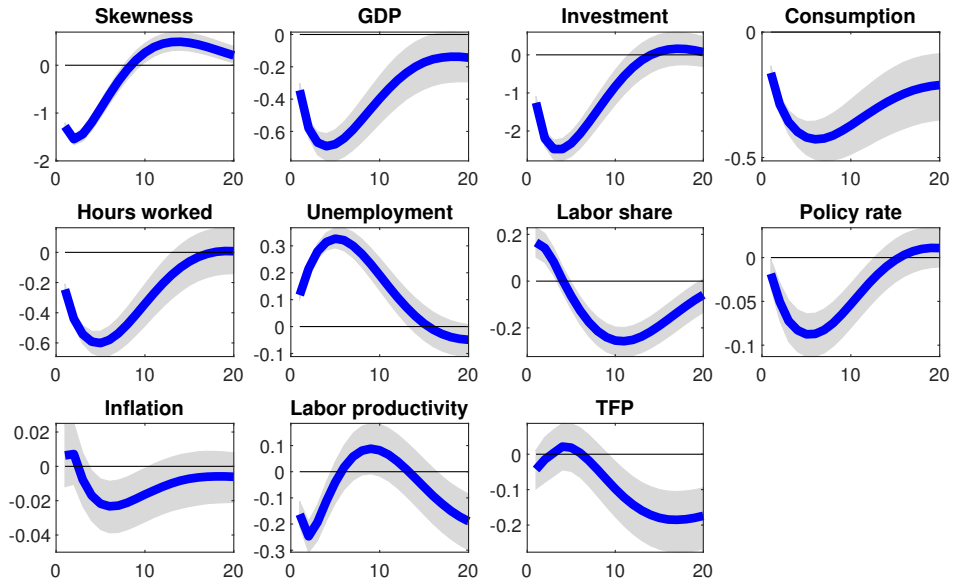 Skewness GDP Investment Consumption
0 0 0 0
-1 -0.2 -1
-0.4
-2 -0.6 -2 -0.5
0 10 20 0 10 20 0 10 20 0 10 20
Hours worked Unemployment Labor share Policy rate
0 0.3 0.2 0
-0.2 0.2 0 -0.05
-0.4 0.1
-0.6 0 -0.2 -0.1
-0.1
0 10 20 0 10 20 0 10 20 0 10 20
Inflation Labor productivity TFP
0.02 0.1 0
0 0 -0.1
-0.02 -0.1 -0.2
-0.04 -0.2
-0.3
0 10 20 0 10 20 0 10 20